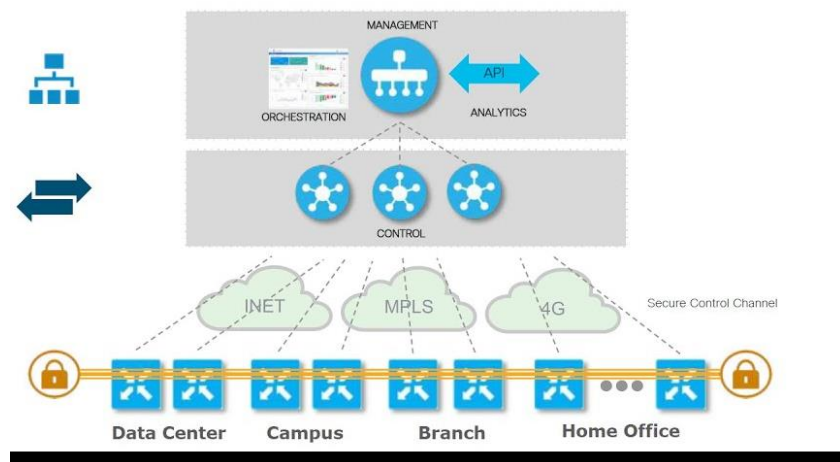 MANAGEMENT
API
ORCHESTRATION
ANALYTICS
CONTROL
INET
MPLS
4G
Secure Control Channel
Data Center
Campus
Branch
Home Office